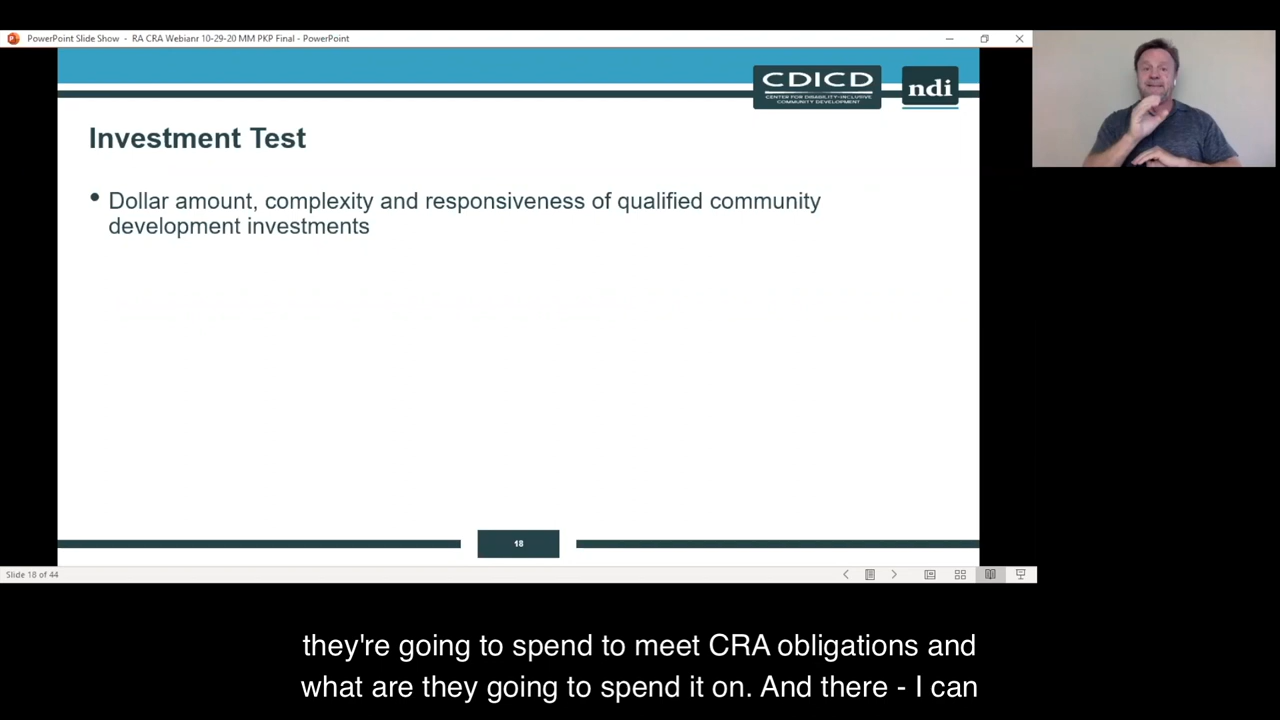 PowerPoint Slide Show - RA CRA Webianr 10-29-20 MM PKP Final - PowerPoint
CDICD
CENTER FOR DISABILITY-INCLUSIVE
COMMUNITY DEVELOPMENT
ndi
Investment Test
• Dollar amount, complexity and responsiveness of qualified community
development investments
18
Slide 18 of 44
they're going to spend to meet CRA obligations and
what are they going to spend it on. And there - I can